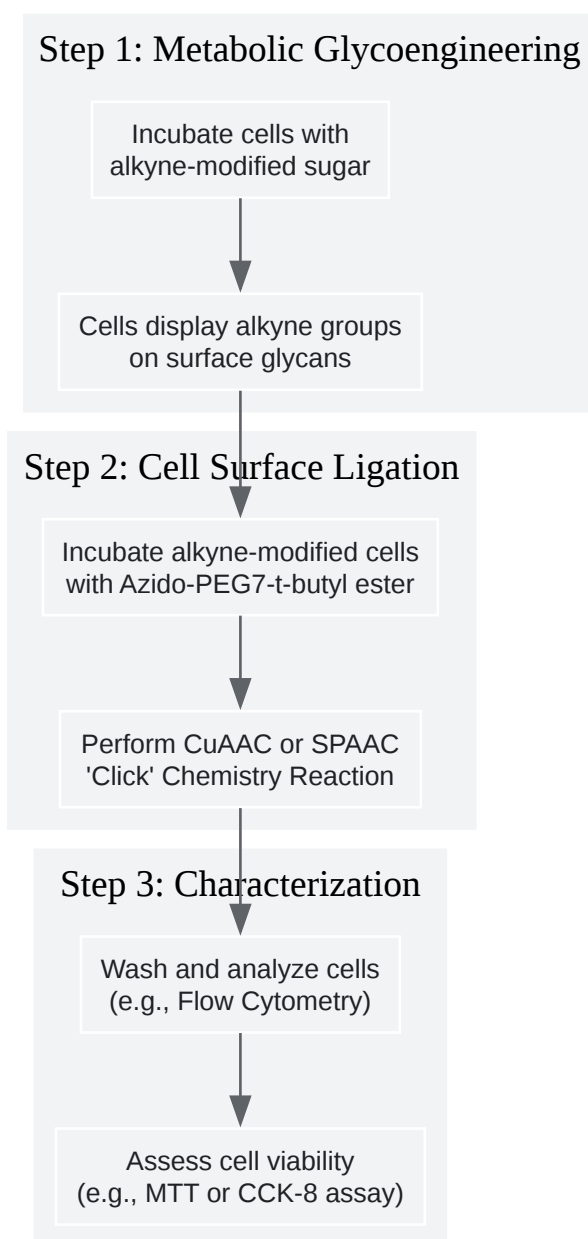 Step 1: Metabolic Glycoengineering
Incubate cells with
alkyne-modified sugar
Cells display alkyne groups
on surface glycans
Step 2: Cell Surface Ligation
Incubate alkyne-modified cells
with Azido-PEG7-t-butyl ester
Perform CuAAC or SPAAC
'Click' Chemistry Reaction
Step 3: Characterization
Wash and analyze cells
(e.g., Flow Cytometry)
Assess cell viability
(e.g., MTT or CCK-8 assay)